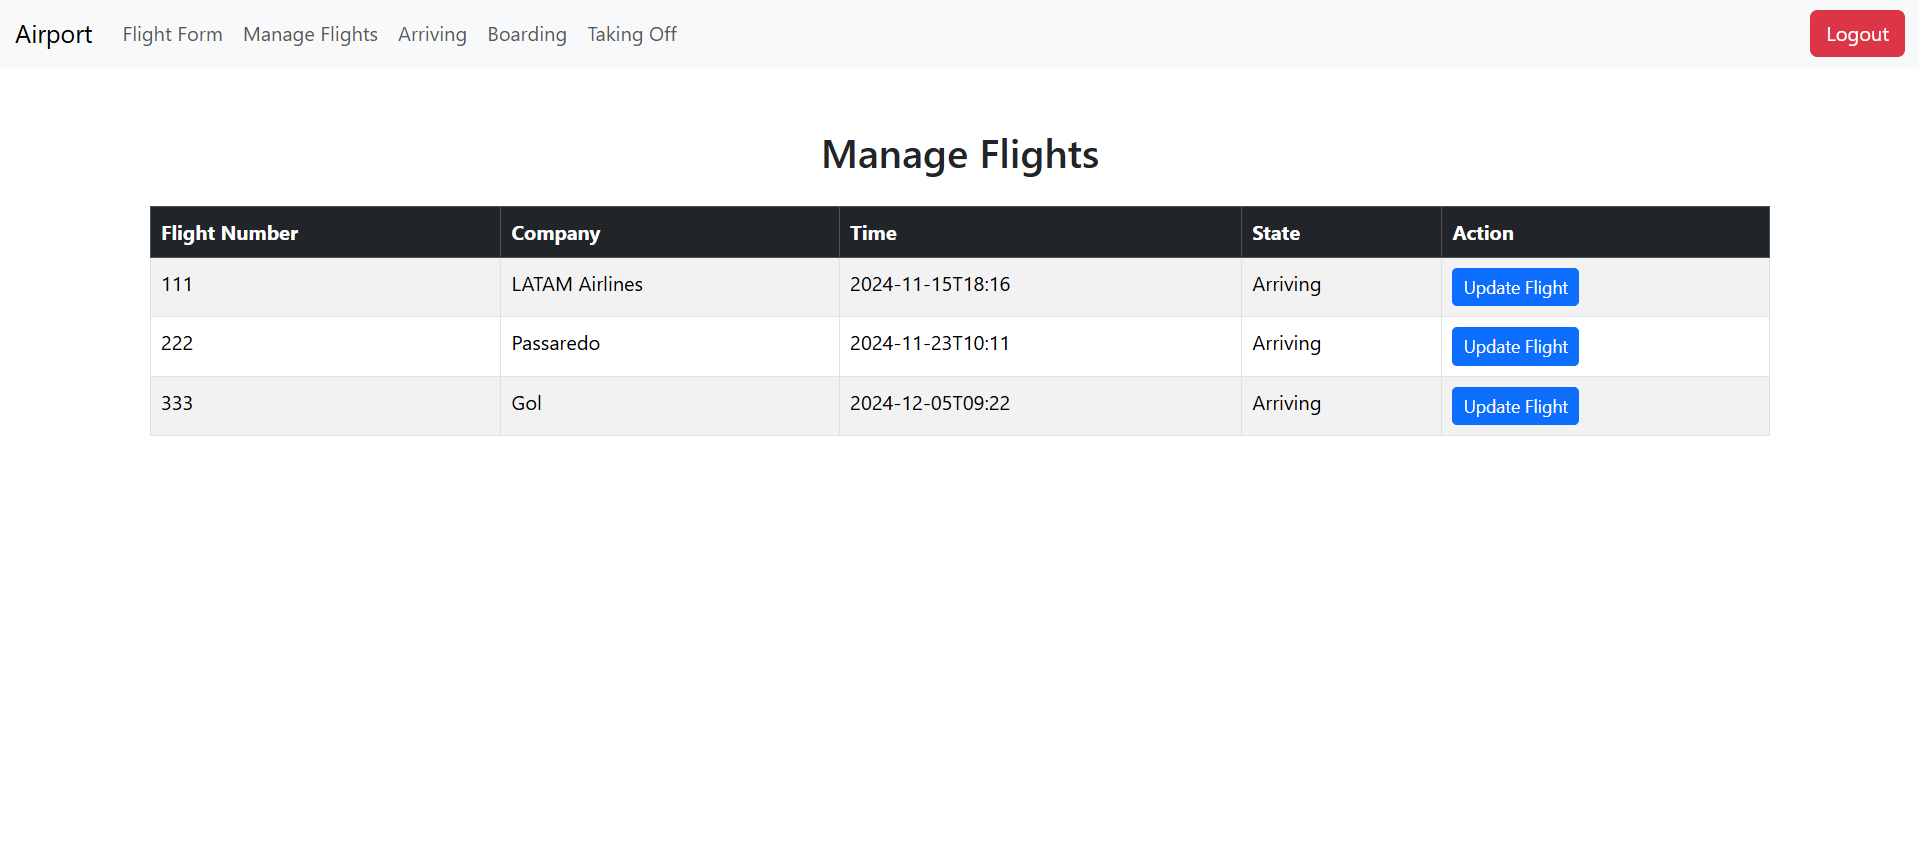 Airport Flight Form Manage Flights Arriving Boarding Taking Off Logout
Manage Flights
Flight Number Company Time State Action
111 LATAM Airlines 2024-11-15T18:16 Arriving Update Flight
222 Passaredo 2024-11-23T10:11 Arriving Update Flight
333 Gol 2024-12-05T09:22 Arriving Update Flight